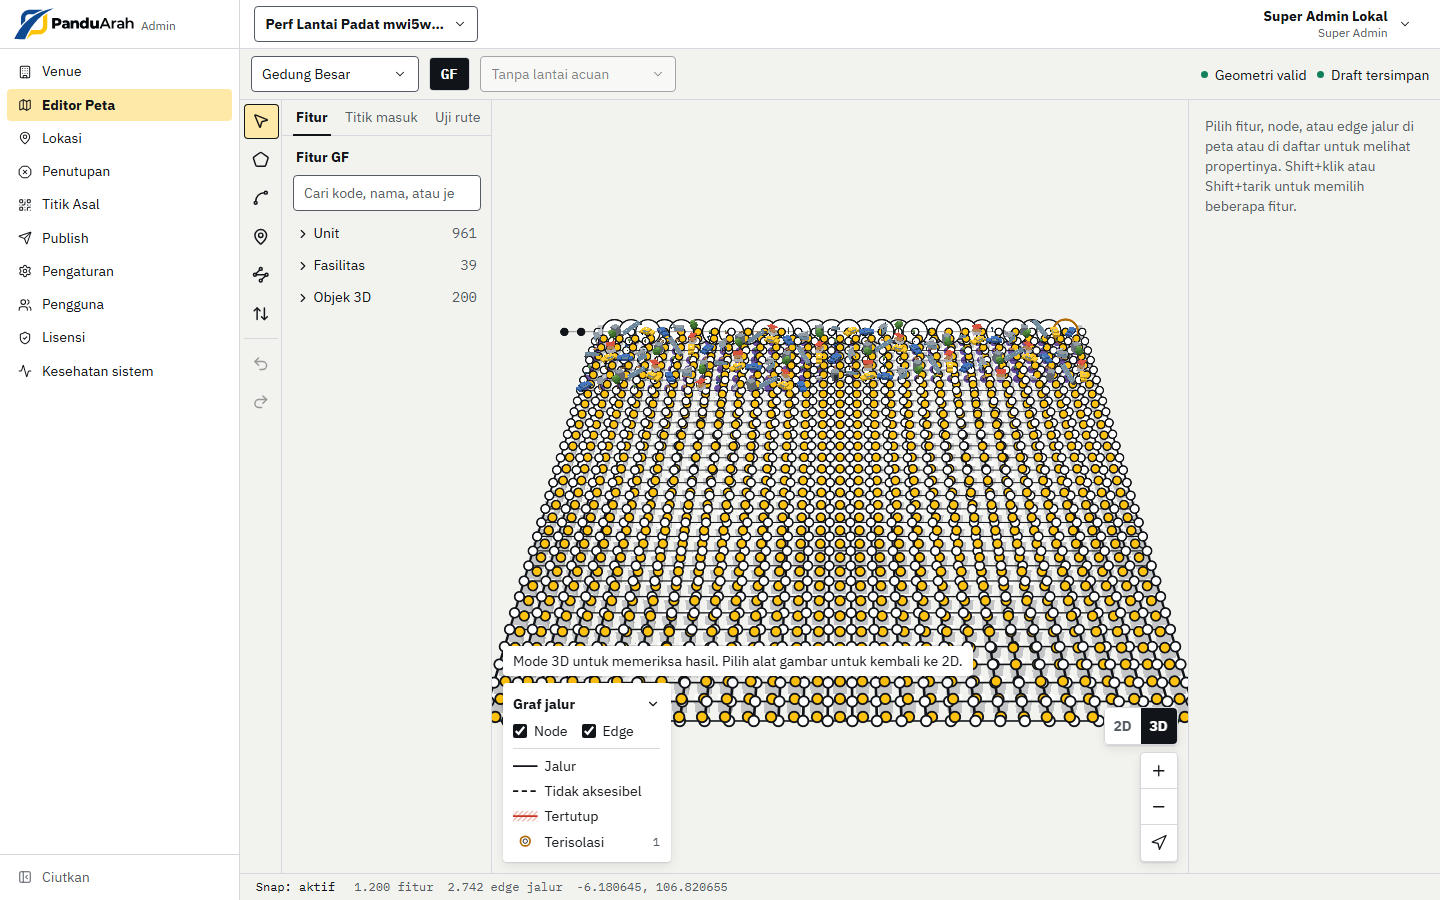 PanduArah Admin
Perf Lantai Padat mwi5w...
Super Admin Lokal
Super Admin
Venue
Editor Peta
Lokasi
Penutupan
Titik Asal
Publish
Pengaturan
Pengguna
Lisensi
Kesehatan sistem
Ciutkan
Gedung Besar
GF
Tanpa lantai acuan
Geometri valid
Draft tersimpan
Fitur
Titik masuk
Uji rute
Fitur GF
Cari kode, nama, atau je
Unit 961
Fasilitas 39
Objek 3D 200
Pilih fitur, node, atau edge jalur di
peta atau di daftar untuk melihat
propertinya. Shift+klik atau
Shift+tarik untuk memilih
beberapa fitur.
Mode 3D untuk memeriksa hasil. Pilih alat gambar untuk kembali ke 2D.
Graf jalur
Node
Edge
Jalur
Tidak aksesibel
Tertutup
Terisolasi 1
2D
3D
Snap: aktif
1.200 fitur
2.742 edge jalur
-6.180645, 106.820655